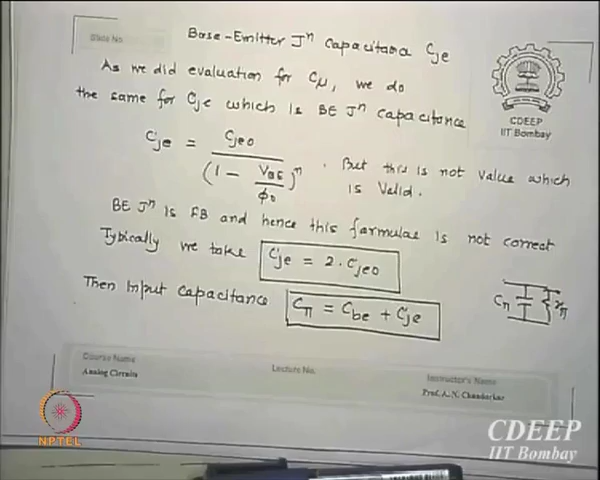 Slide No.
Base-Emitter Jⁿ Capacitana Cje
CDEEP
IIT Bombay
As we did evaluation for Cμ, we do
the same for Cje which is BE Jⁿ capacitance
Cje = Cjeo / (1 - VBE/φo)ⁿ . But this is not value which
is Valid.
BE Jⁿ is FB and hence this formulae is not correct
Typically we take Cje = 2 . Cjeo
Then Input Capacitance Cπ = Cbe + Cje
Cπ rπ
Course Name
Analog Circuits
Lecture No.
Instructor's Name
Prof. A. N. Chandorkar
NPTEL
CDEEP
IIT Bombay